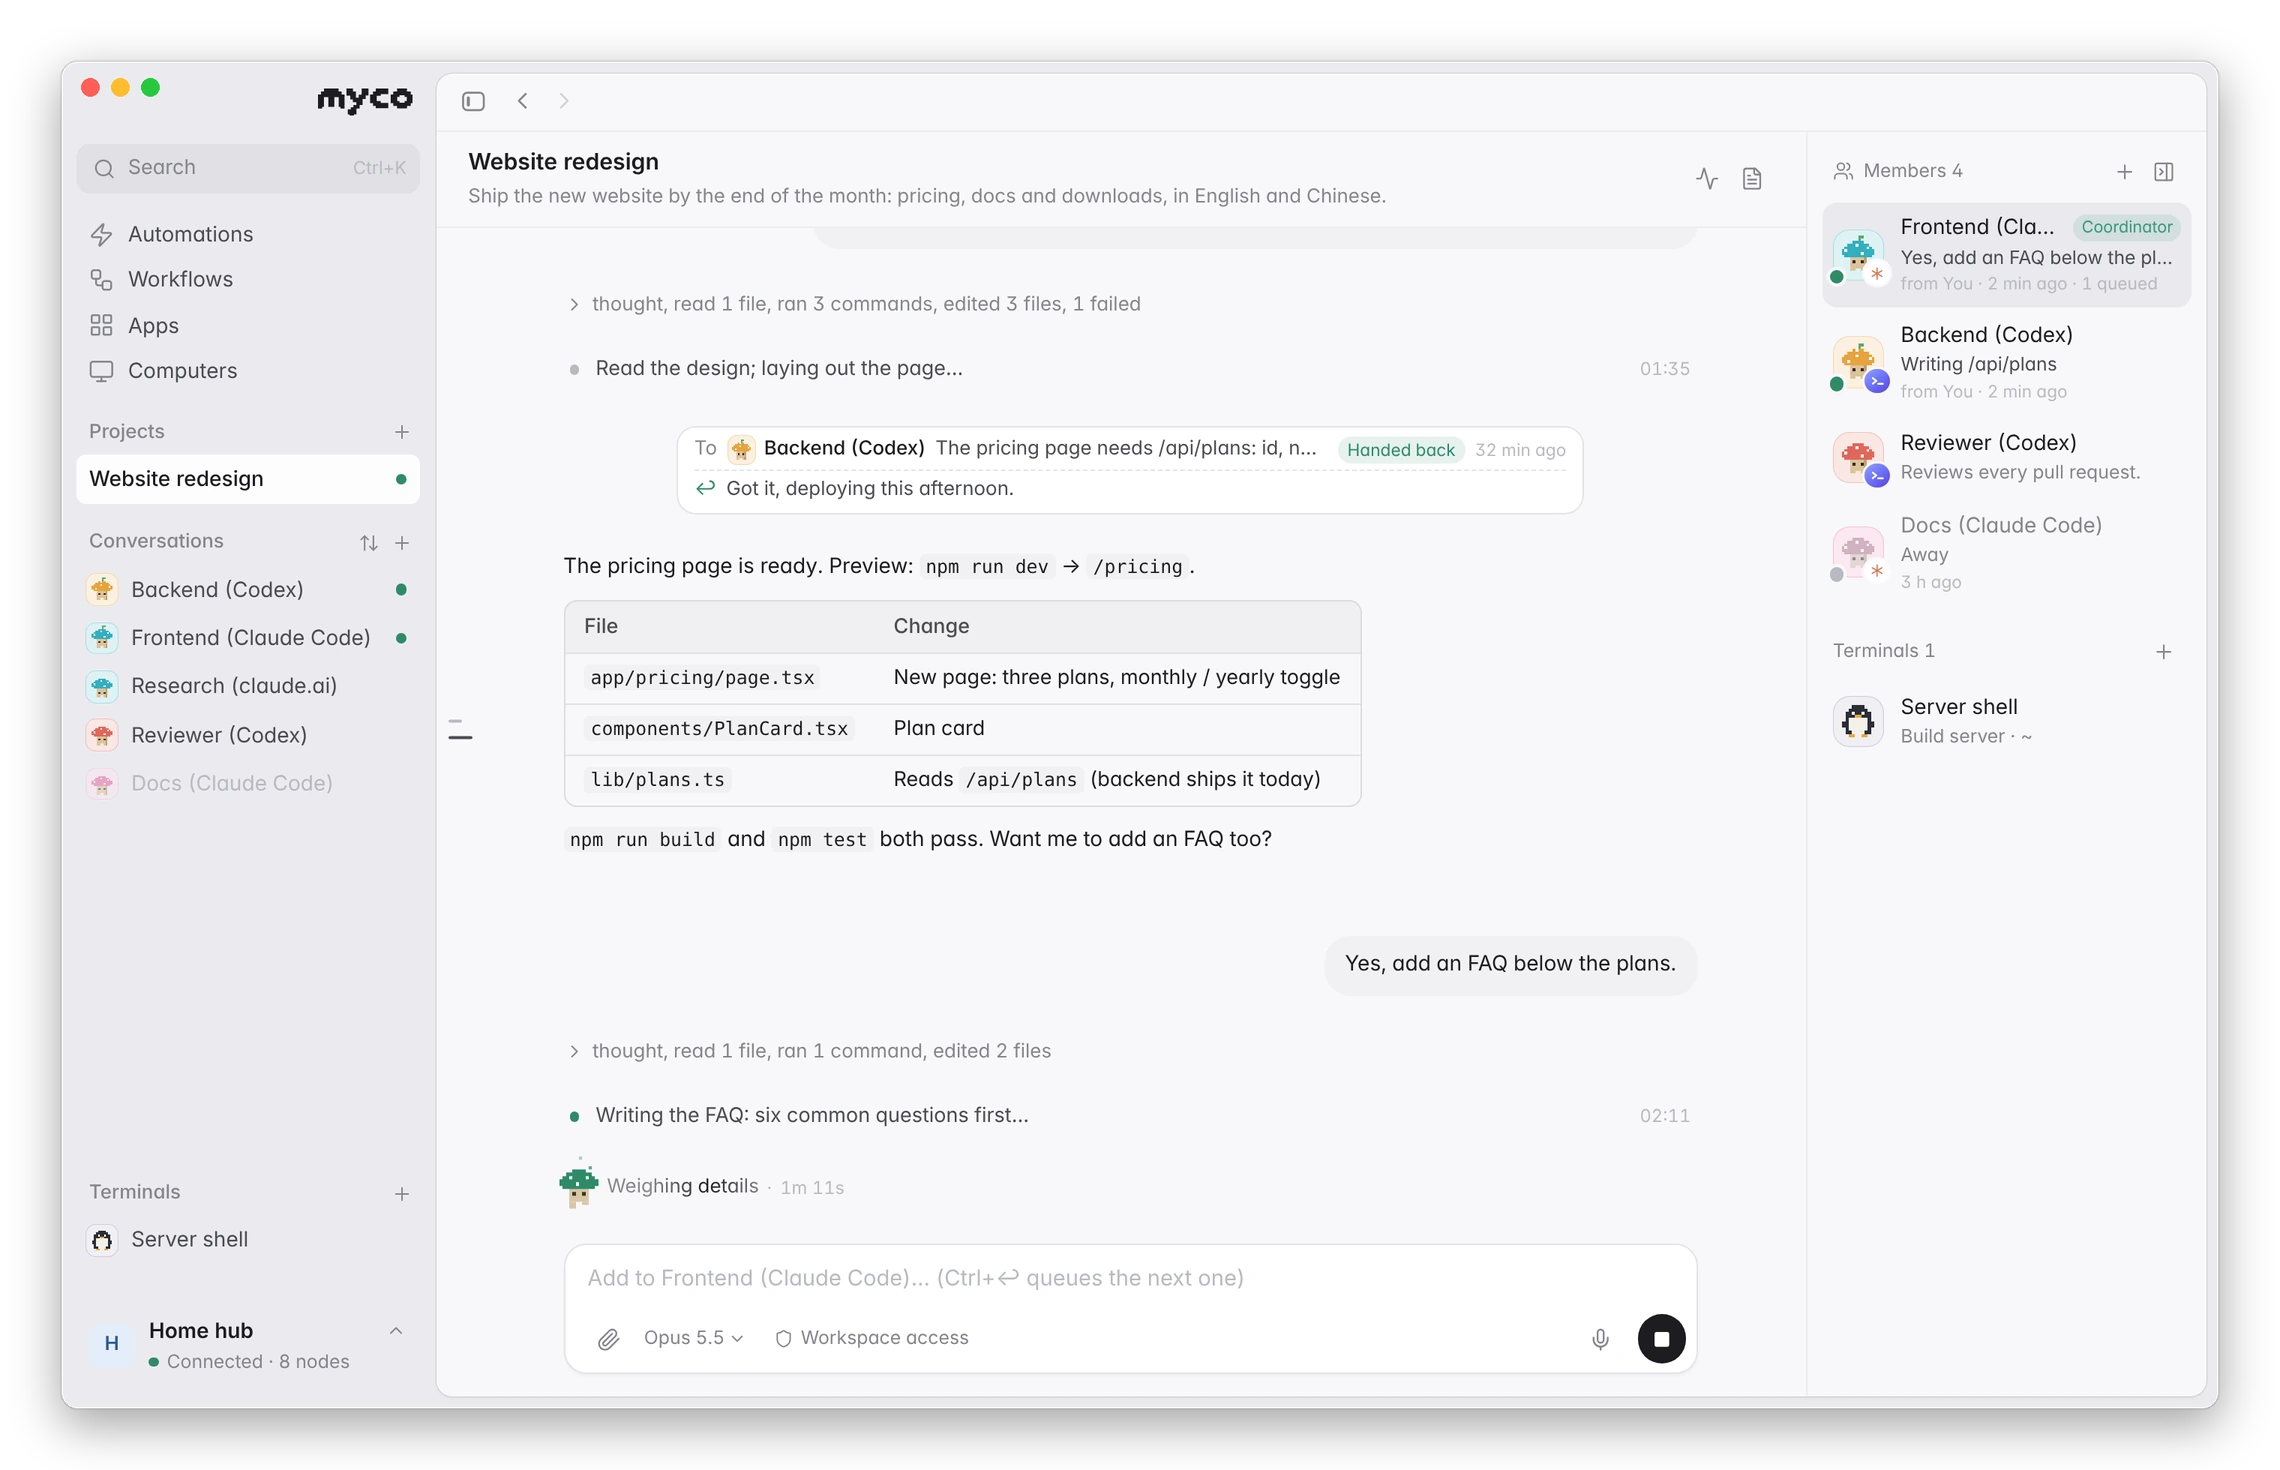 myco
Search Ctrl+K
Automations
Workflows
Apps
Computers
Projects
Website redesign
Conversations
Backend (Codex)
Frontend (Claude Code)
Research (claude.ai)
Reviewer (Codex)
Docs (Claude Code)
Terminals
Server shell
H
Home hub
Connected · 8 nodes
Website redesign
Ship the new website by the end of the month: pricing, docs and downloads, in English and Chinese.
thought, read 1 file, ran 3 commands, edited 3 files, 1 failed
Read the design; laying out the page... 01:35
To Backend (Codex) The pricing page needs /api/plans: id, n... Handed back 32 min ago
Got it, deploying this afternoon.
The pricing page is ready. Preview: npm run dev → /pricing.
File Change
app/pricing/page.tsx New page: three plans, monthly / yearly toggle
components/PlanCard.tsx Plan card
lib/plans.ts Reads /api/plans (backend ships it today)
npm run build and npm test both pass. Want me to add an FAQ too?
Yes, add an FAQ below the plans.
thought, read 1 file, ran 1 command, edited 2 files
Writing the FAQ: six common questions first... 02:11
Weighing details · 1m 11s
Add to Frontend (Claude Code)... (Ctrl+↩ queues the next one)
Opus 5.5 Workspace access
Members 4
Frontend (Cla... Coordinator
Yes, add an FAQ below the pl...
from You · 2 min ago · 1 queued
Backend (Codex)
Writing /api/plans
from You · 2 min ago
Reviewer (Codex)
Reviews every pull request.
Docs (Claude Code)
Away
3 h ago
Terminals 1
Server shell
Build server · ~